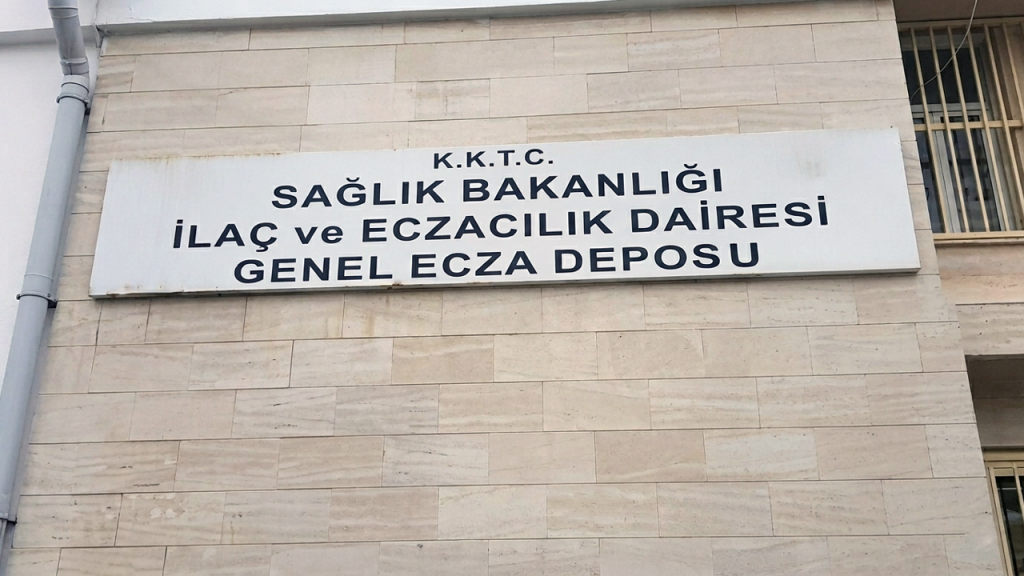 K.K.T.C.
SAĞLIK BAKANLIĞI
İLAÇ ve ECZACILIK DAİRESİ
GENEL ECZA DEPOSU